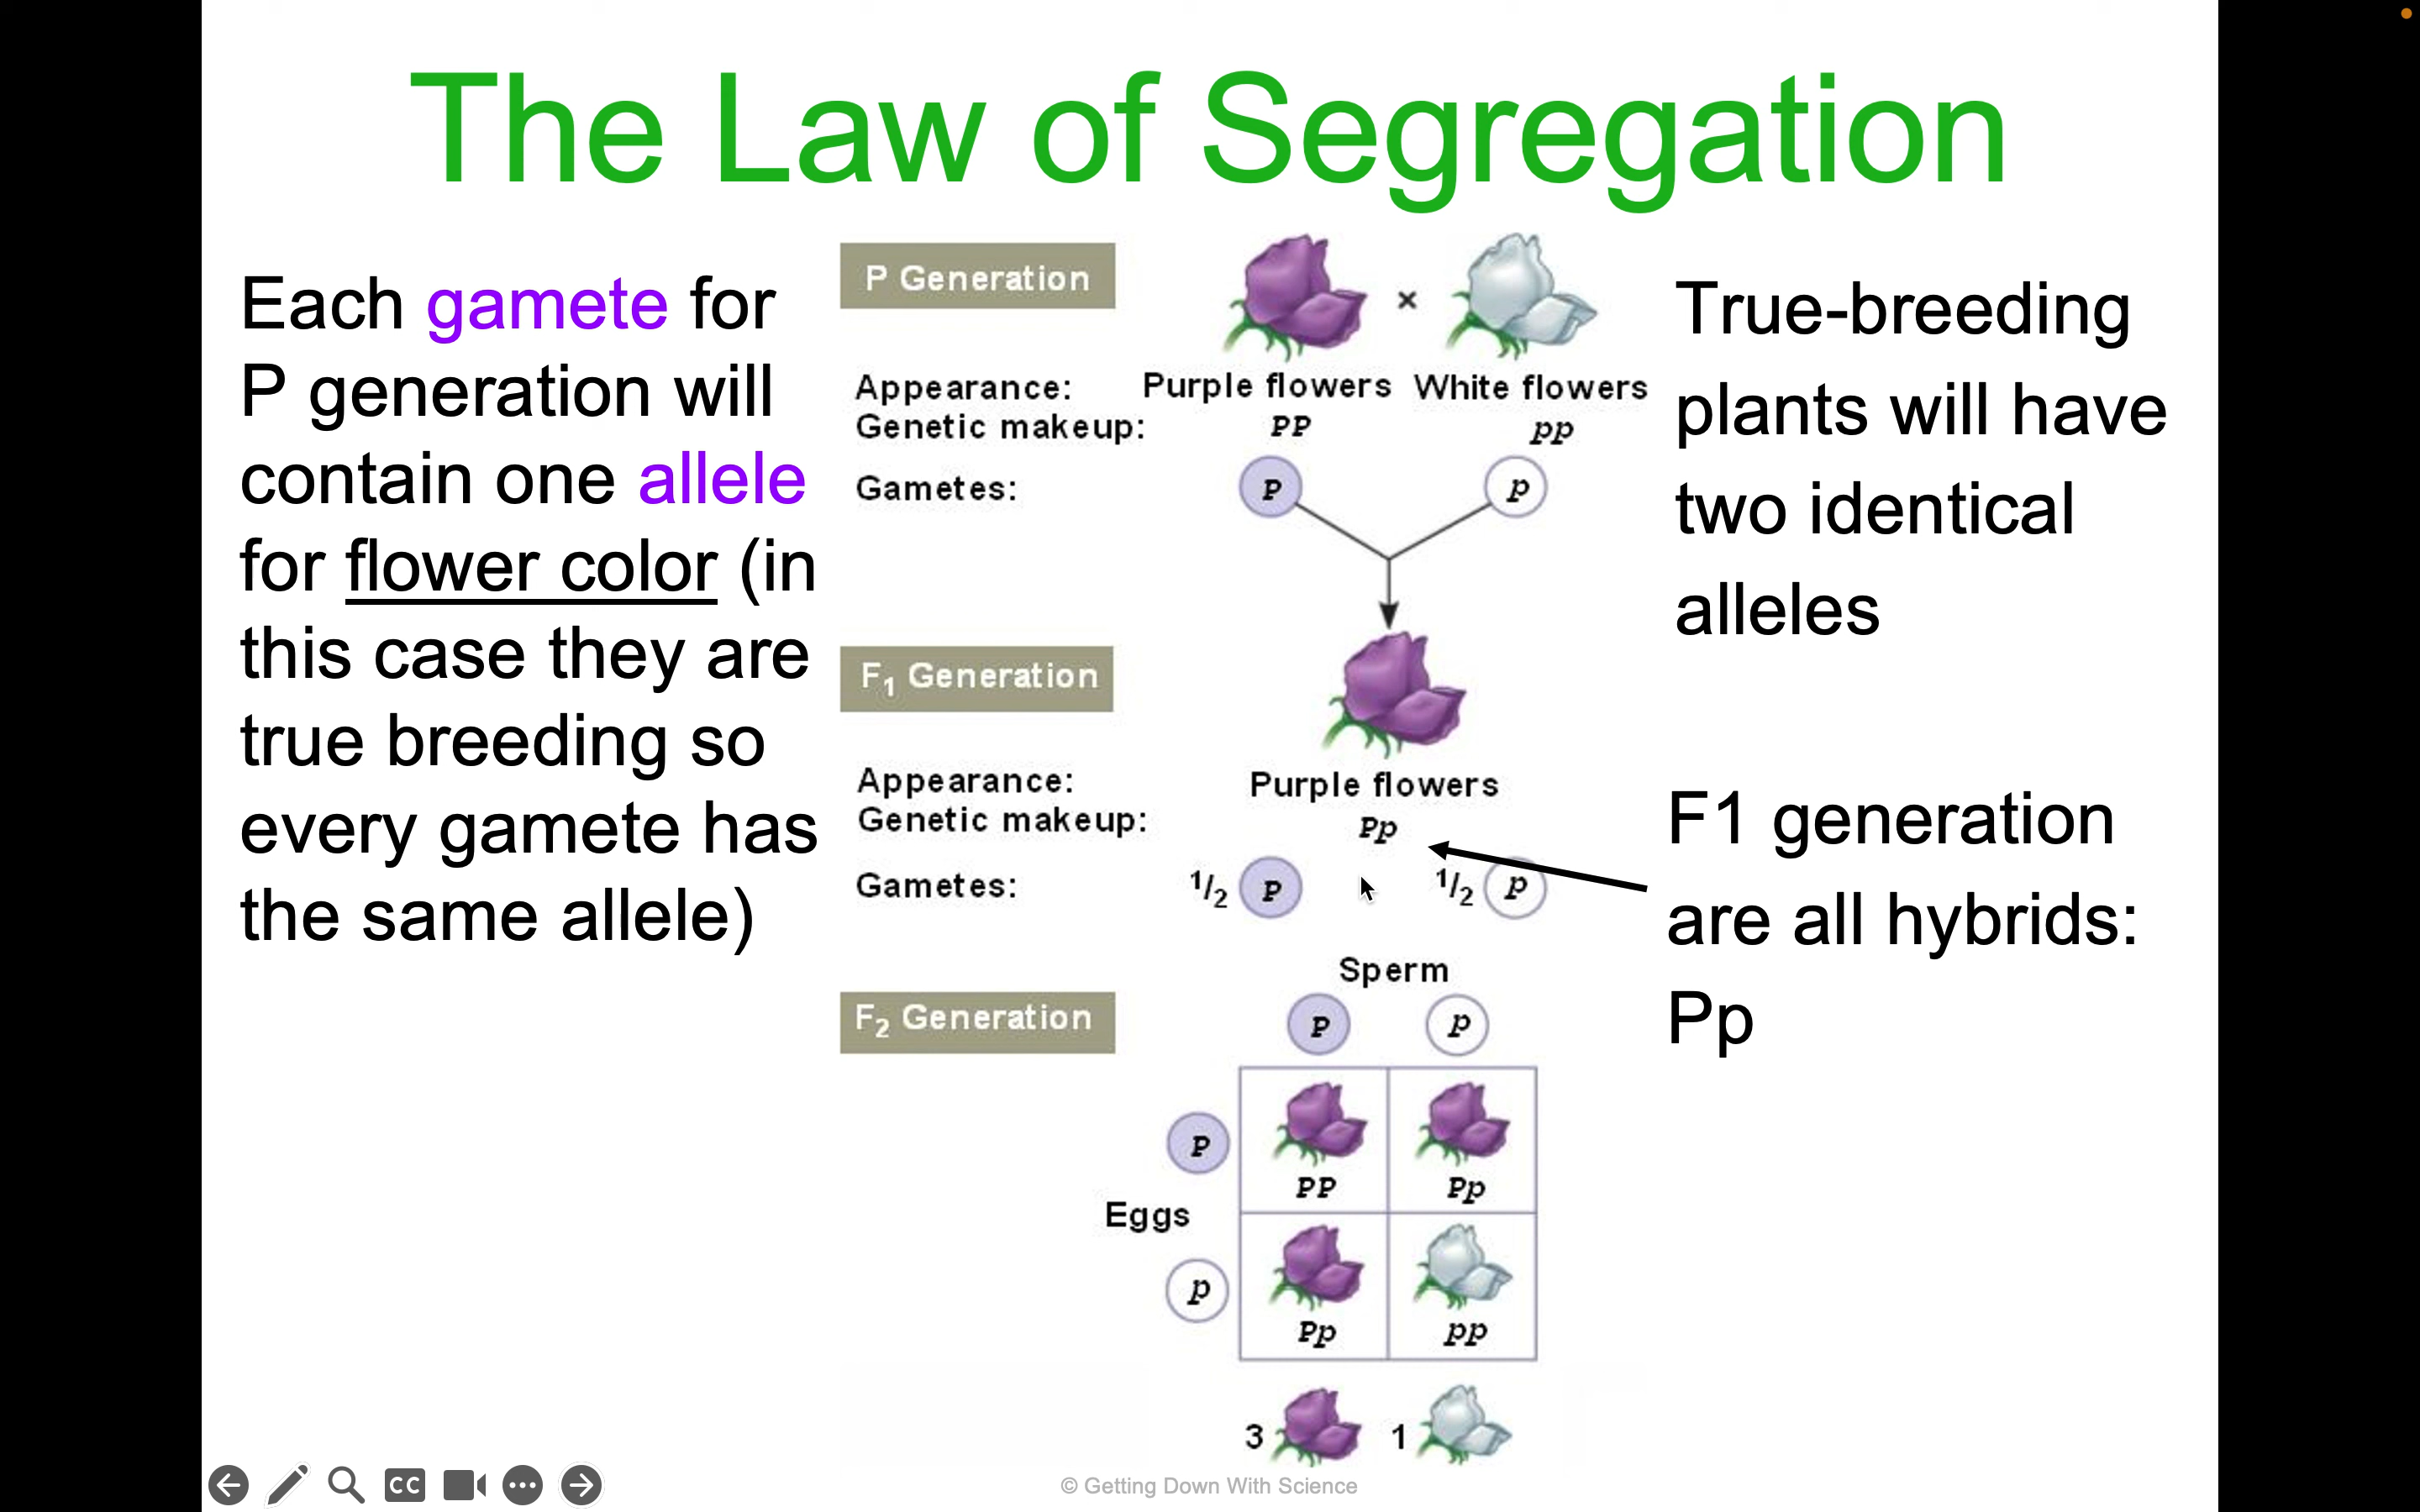 The Law of Segregation
Each gamete for
P generation will
contain one allele
for flower color (in
this case they are
true breeding so
every gamete has
the same allele)
P Generation
×
Appearance: Purple flowers White flowers
Genetic makeup: PP pp
Gametes: P p
F₁ Generation
Appearance: Purple flowers
Genetic makeup: Pp
Gametes: 1/2 P 1/2 p
Sperm
F₂ Generation
P p
P
PP Pp
Eggs
p
Pp pp
3 1
True-breeding
plants will have
two identical
alleles
F1 generation
are all hybrids:
Pp
CC
© Getting Down With Science